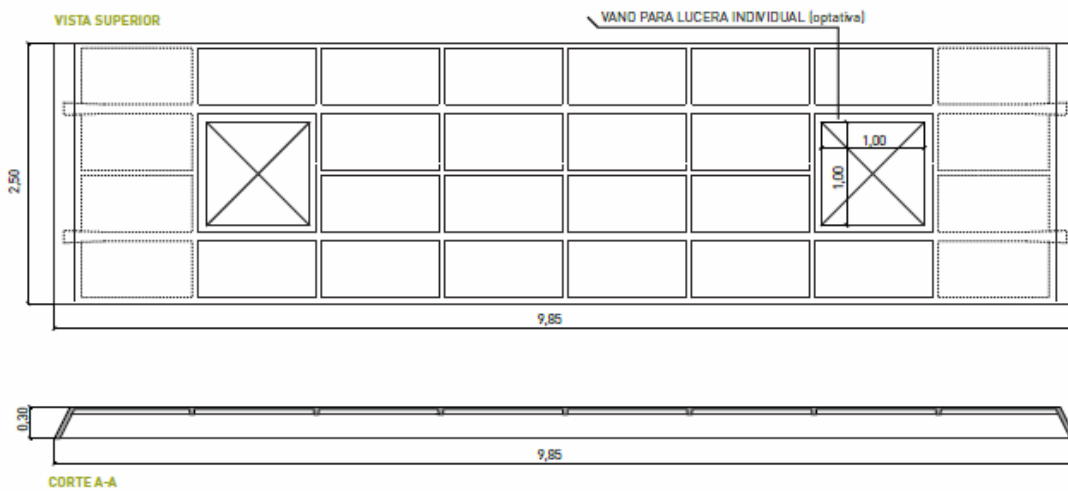 VISTA SUPERIOR
VANO PARA LUCERA INDIVIDUAL (optativa)
2,50
1,00
1,00
9,85
0,30
9,85
CORTE A-A